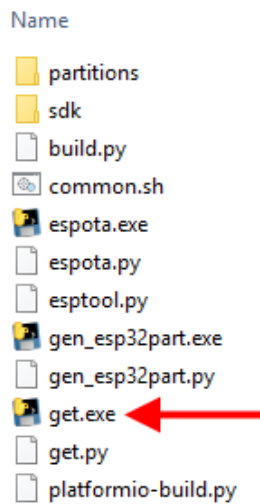 Name
partitions
sdk
build.py
common.sh
espota.exe
espota.py
esptool.py
gen_esp32part.exe
gen_esp32part.py
get.exe
get.py
platformio-build.py